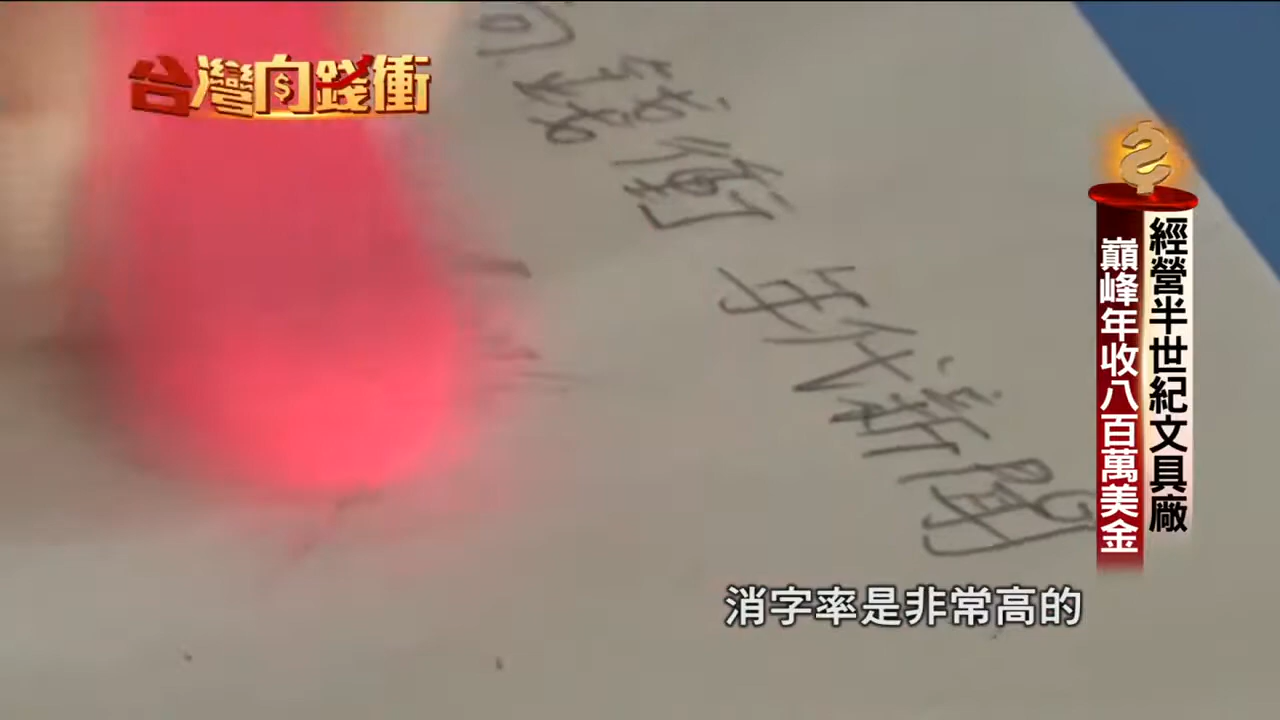 台灣向錢衝
向錢衝
年代新聞
經營半世紀文具廠
巔峰年收八百萬美金
消字率是非常高的